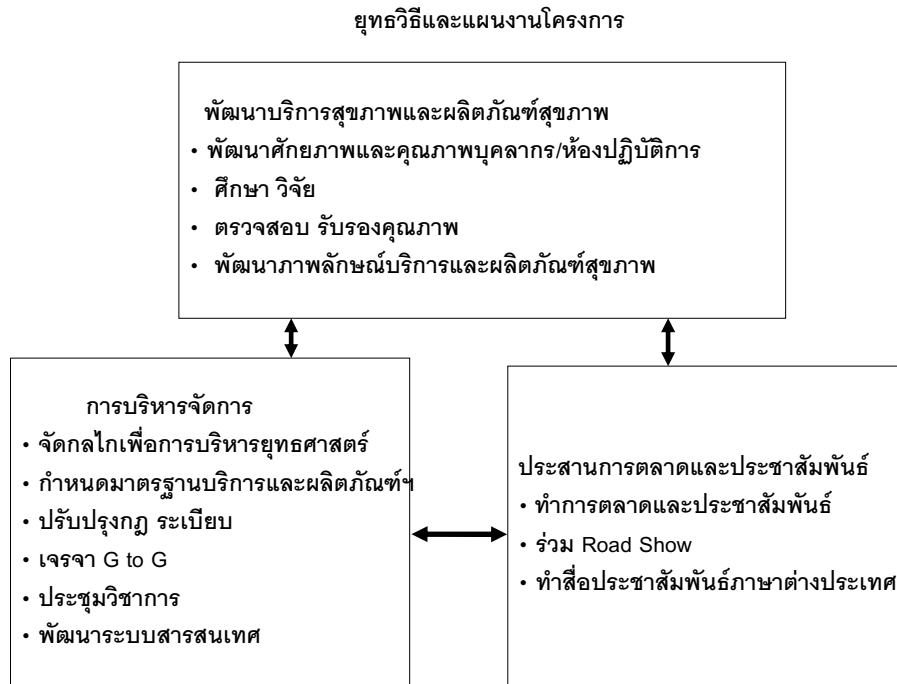 ยุทธวิธีและแผนงานโครงการ
พัฒนาบริการสุขภาพและผลิตภัณฑ์สุขภาพ
• พัฒนาศักยภาพและคุณภาพบุคลากร/ห้องปฏิบัติการ
• ศึกษา วิจัย
• ตรวจสอบ รับรองคุณภาพ
• พัฒนาภาพลักษณ์บริการและผลิตภัณฑ์สุขภาพ
การบริหารจัดการ
• จัดกลไกเพื่อการบริหารยุทธศาสตร์
• กำหนดมาตรฐานบริการและผลิตภัณฑ์ฯ
• ปรับปรุงกฎ ระเบียบ
• เจรจา G to G
• ประชุมวิชาการ
• พัฒนาระบบสารสนเทศ
ประสานการตลาดและประชาสัมพันธ์
• ทำการตลาดและประชาสัมพันธ์
• ร่วม Road Show
• ทำสื่อประชาสัมพันธ์ภาษาต่างประเทศ